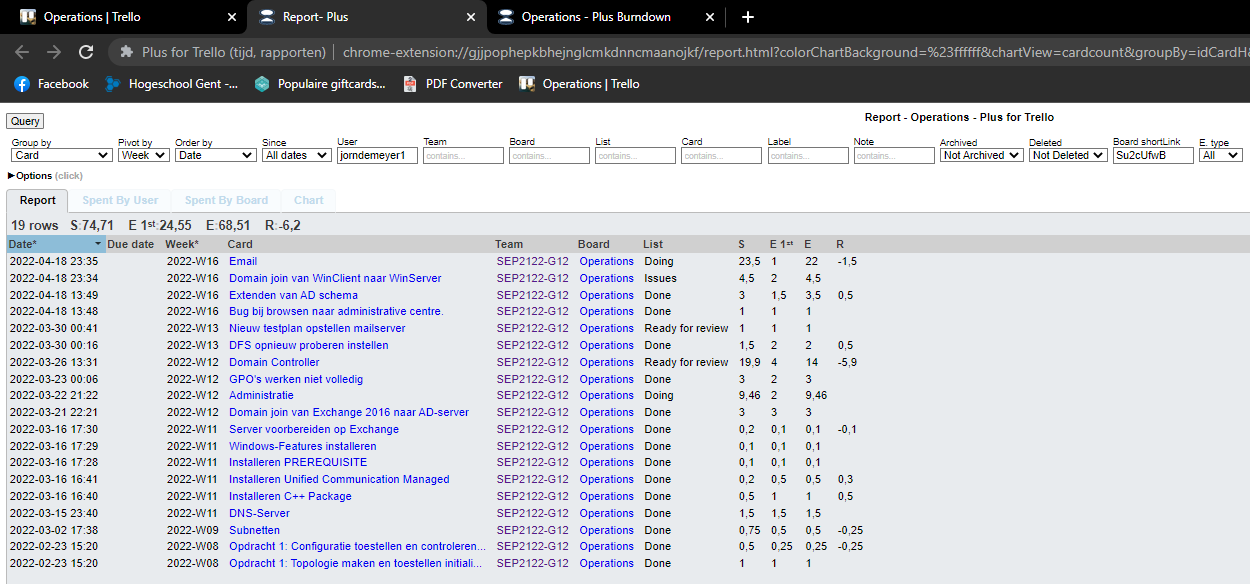 Operations | Trello
Report- Plus
Operations - Plus Burndown
Plus for Trello (tijd, rapporten) chrome-extension://gjjpophepkbhejnglcmkdnncmaanojkf/report.html?colorChartBackground=%23ffffff&chartView=cardcount&groupBy=idCardH
Facebook Hogeschool Gent -... Populaire giftcards... PDF Converter Operations | Trello
Query
Report - Operations - Plus for Trello
Group by Pivot by Order by Since User Team Board List Card Label Note Archived Deleted Board shortLink E. type
Card Week Date All dates jorndemeyer1 contains... contains... contains... contains... contains... contains... Not Archived Not Deleted Su2cUfwB All
▶Options (click)
Report Spent By User Spent By Board Chart
19 rows S:74,71 E 1ˢᵗ:24,55 E:68,51 R:-6,2
Date* Due date Week* Card Team Board List S E 1ˢᵗ E R
2022-04-18 23:35 2022-W16 Email SEP2122-G12 Operations Doing 23,5 1 22 -1,5
2022-04-18 23:34 2022-W16 Domain join van WinClient naar WinServer SEP2122-G12 Operations Issues 4,5 2 4,5
2022-04-18 13:49 2022-W16 Extenden van AD schema SEP2122-G12 Operations Done 3 1,5 3,5 0,5
2022-04-18 13:48 2022-W16 Bug bij browsen naar administrative centre. SEP2122-G12 Operations Done 1 1 1
2022-03-30 00:41 2022-W13 Nieuw testplan opstellen mailserver SEP2122-G12 Operations Ready for review 1 1 1
2022-03-30 00:16 2022-W13 DFS opnieuw proberen instellen SEP2122-G12 Operations Done 1,5 2 2 0,5
2022-03-26 13:31 2022-W12 Domain Controller SEP2122-G12 Operations Ready for review 19,9 4 14 -5,9
2022-03-23 00:06 2022-W12 GPO's werken niet volledig SEP2122-G12 Operations Done 3 2 3
2022-03-22 21:22 2022-W12 Administratie SEP2122-G12 Operations Doing 9,46 2 9,46
2022-03-21 22:21 2022-W12 Domain join van Exchange 2016 naar AD-server SEP2122-G12 Operations Done 3 3 3
2022-03-16 17:30 2022-W11 Server voorbereiden op Exchange SEP2122-G12 Operations Done 0,2 0,1 0,1 -0,1
2022-03-16 17:29 2022-W11 Windows-Features installeren SEP2122-G12 Operations Done 0,1 0,1 0,1
2022-03-16 17:28 2022-W11 Installeren PREREQUISITE SEP2122-G12 Operations Done 0,1 0,1 0,1
2022-03-16 16:41 2022-W11 Installeren Unified Communication Managed SEP2122-G12 Operations Done 0,2 0,5 0,5 0,3
2022-03-16 16:40 2022-W11 Installeren C++ Package SEP2122-G12 Operations Done 0,5 1 1 0,5
2022-03-15 23:40 2022-W11 DNS-Server SEP2122-G12 Operations Done 1,5 1,5 1,5
2022-03-02 17:38 2022-W09 Subnetten SEP2122-G12 Operations Done 0,75 0,5 0,5 -0,25
2022-02-23 15:20 2022-W08 Opdracht 1: Configuratie toestellen en controleren... SEP2122-G12 Operations Done 0,5 0,25 0,25 -0,25
2022-02-23 15:20 2022-W08 Opdracht 1: Topologie maken en toestellen initiali... SEP2122-G12 Operations Done 1 1 1